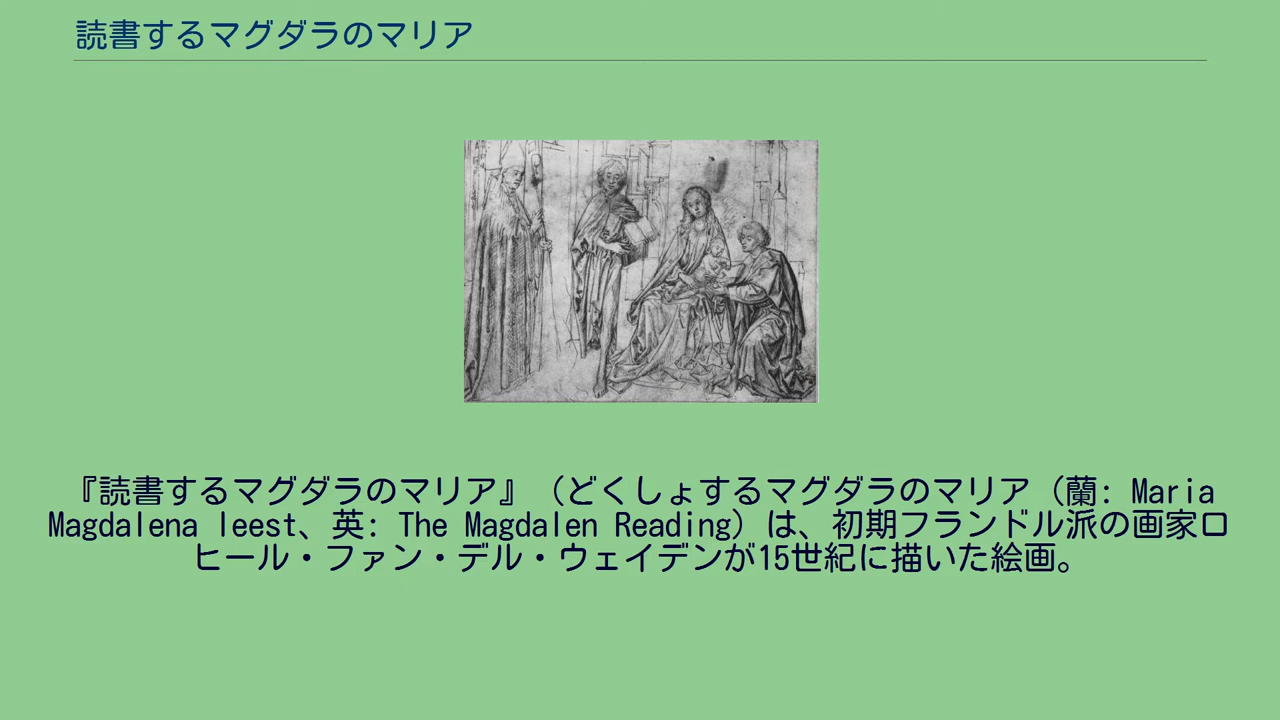 読書するマグダラのマリア
『読書するマグダラのマリア』（どくしょするマグダラのマリア（蘭: Maria
Magdalena leest、英: The Magdalen Reading）は、初期フランドル派の画家ロ
ヒール・ファン・デル・ウェイデンが15世紀に描いた絵画。